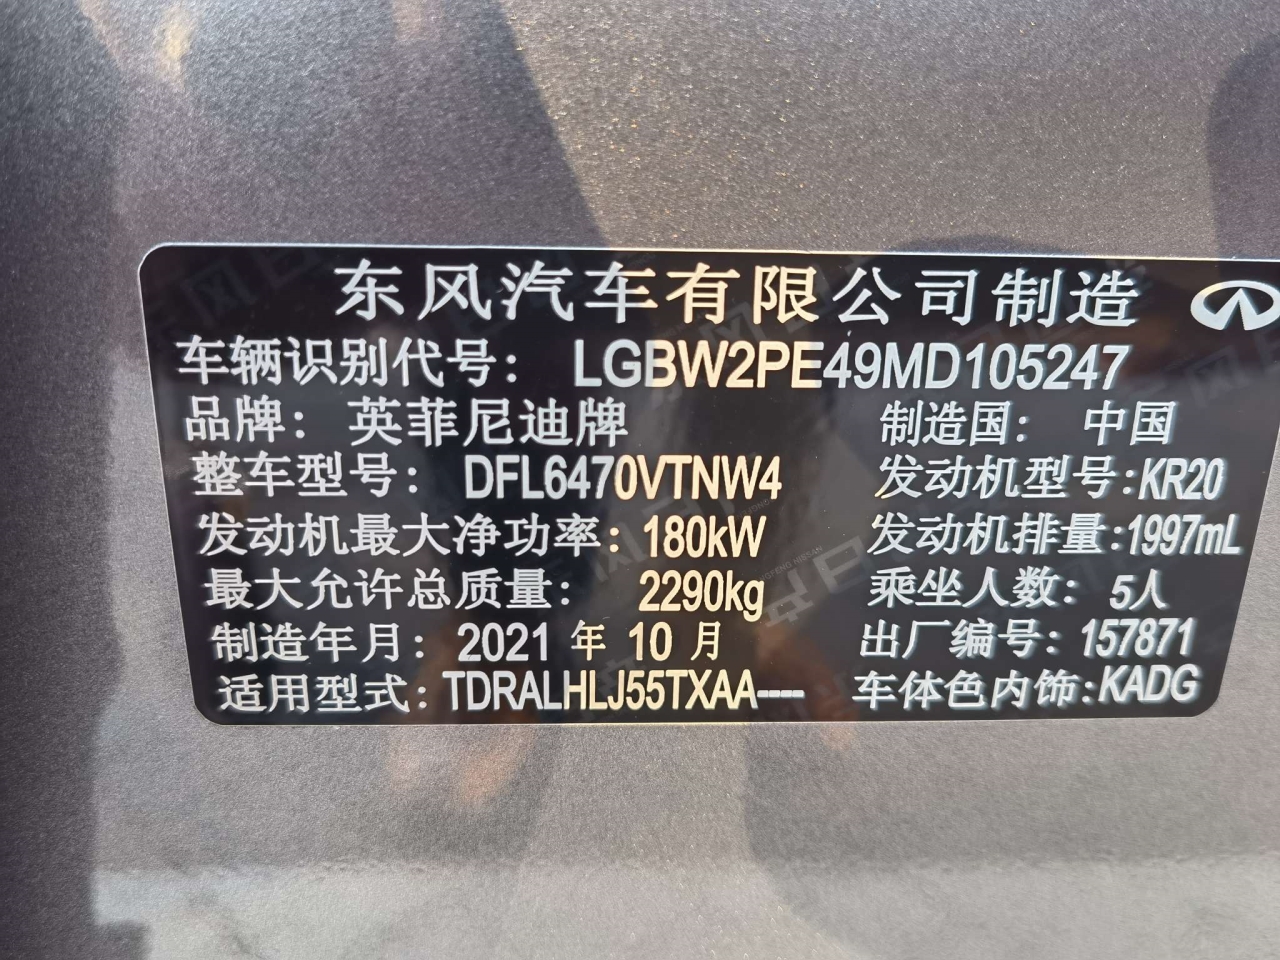 东风汽车有限公司制造
车辆识别代号： LGBW2PE49MD105247
品牌： 英菲尼迪牌 制造国： 中国
整车型号： DFL6470VTNW4 发动机型号:KR20
发动机最大净功率: 180kW 发动机排量:1997mL
最大允许总质量： 2290kg 乘坐人数： 5人
制造年月： 2021 年 10 月 出厂编号: 157871
适用型式: TDRALHLJ55TXAA---- 车体色内饰:KADG